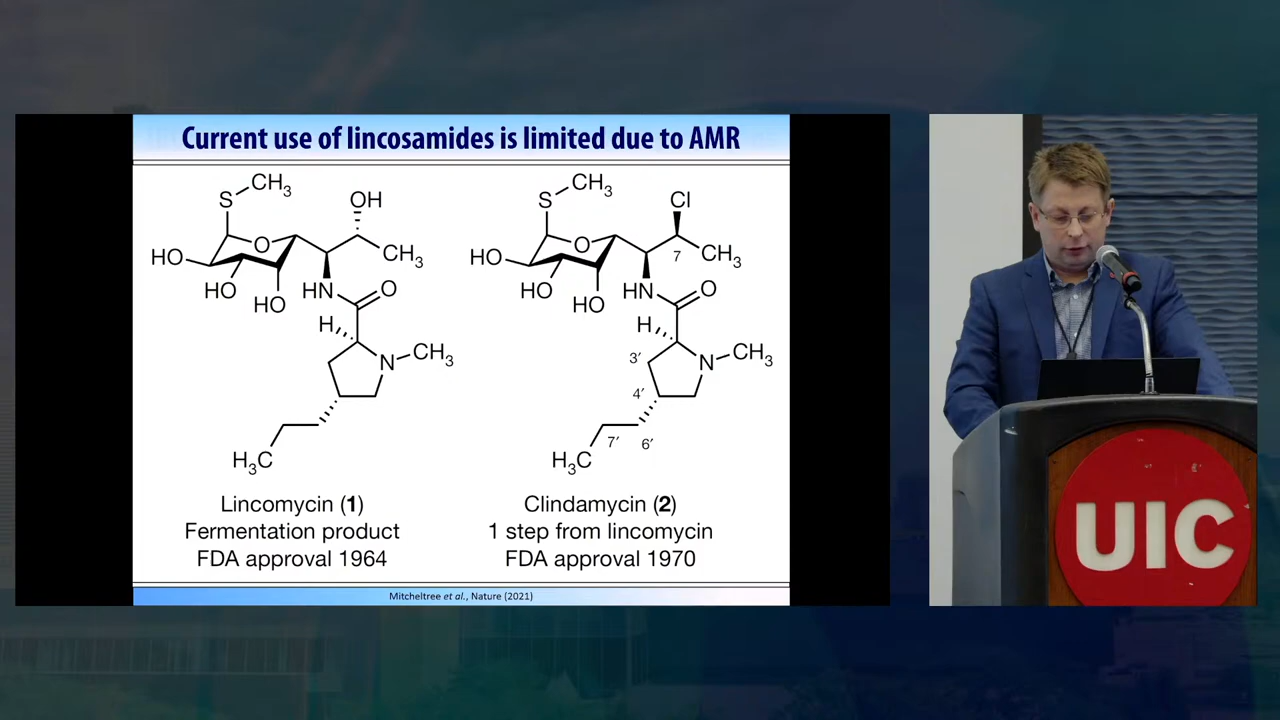 Current use of lincosamides is limited due to AMR
S
CH3
OH
O
HO
CH3
HO
HO
HN
O
H
N
CH3
H3C
Lincomycin (1)
Fermentation product
FDA approval 1964
S
CH3
Cl
O
7
CH3
HO
HO
HO
HN
O
H
3′
N
CH3
4′
7′
6′
H3C
Clindamycin (2)
1 step from lincomycin
FDA approval 1970
Mitcheltree et al., Nature (2021)
UIC